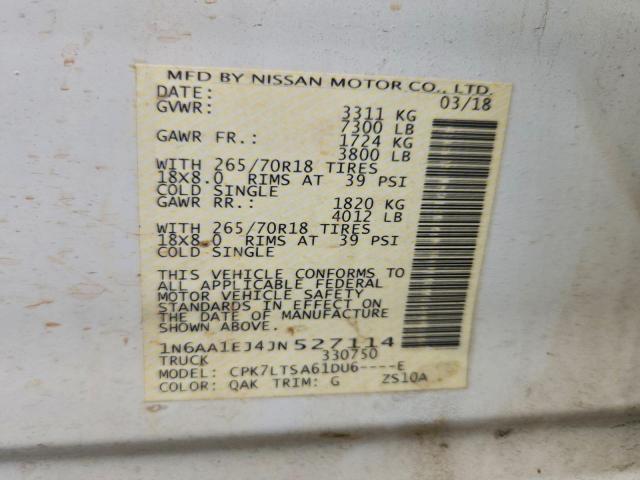 MFD BY NISSAN MOTOR CO., LTD.
DATE: 03/18
GVWR: 3311 KG
7300 LB
GAWR FR.: 1724 KG
3800 LB
WITH 265/70R18 TIRES
18X8.0 RIMS AT 39 PSI
COLD SINGLE
GAWR RR.: 1820 KG
4012 LB
WITH 265/70R18 TIRES
18X8.0 RIMS AT 39 PSI
COLD SINGLE
THIS VEHICLE CONFORMS TO
ALL APPLICABLE FEDERAL
MOTOR VEHICLE SAFETY
STANDARDS IN EFFECT ON
THE DATE OF MANUFACTURE
SHOWN ABOVE.
1N6AA1EJ4JN527114
TRUCK 330750
MODEL: CPK7LTSA61DU6----E
COLOR: QAK TRIM: G ZS10A